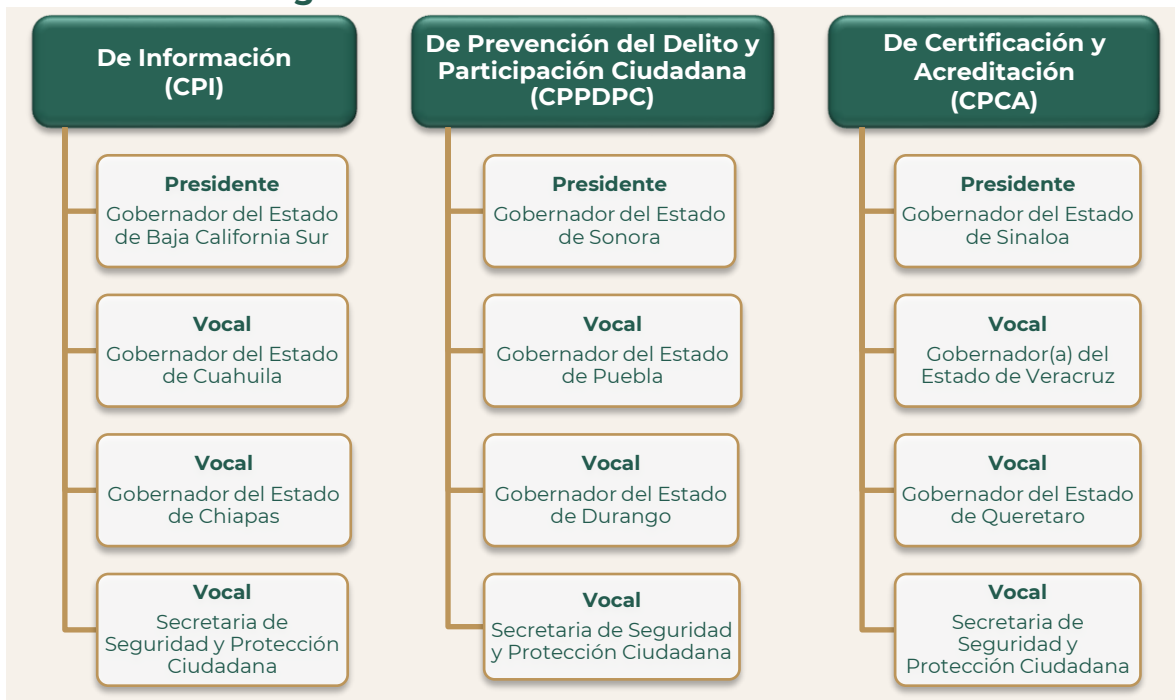 De Información
(CPI)
Presidente
Gobernador del Estado
de Baja California Sur
Vocal
Gobernador del Estado
de Cuahuila
Vocal
Gobernador del Estado
de Chiapas
Vocal
Secretaria de
Seguridad y Protección
Ciudadana
De Prevención del Delito y
Participación Ciudadana
(CPPDPC)
Presidente
Gobernador del Estado
de Sonora
Vocal
Gobernador del Estado
de Puebla
Vocal
Gobernador del Estado
de Durango
Vocal
Secretaria de Seguridad
y Protección Ciudadana
De Certificación y
Acreditación
(CPCA)
Presidente
Gobernador del Estado
de Sinaloa
Vocal
Gobernador(a) del
Estado de Veracruz
Vocal
Gobernador del Estado
de Queretaro
Vocal
Secretaria de
Seguridad y
Protección Ciudadana